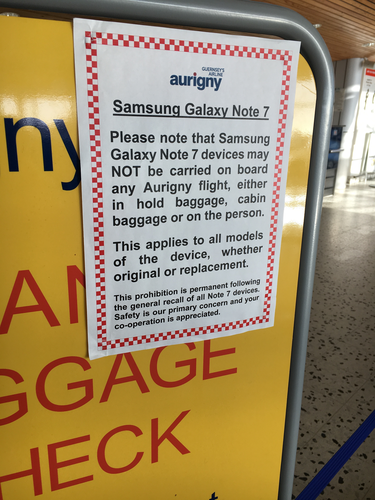 GUERNSEY'S
AIRLINE
aurigny
Samsung Galaxy Note 7
Please note that Samsung
Galaxy Note 7 devices may
NOT be carried on board
any Aurigny flight, either
in hold baggage, cabin
baggage or on the person.
This applies to all models
of the device, whether
original or replacement.
This prohibition is permanent following
the general recall of all Note 7 devices.
Safety is our primary concern and your
co-operation is appreciated.
ny
AN
GGAGE
HECK